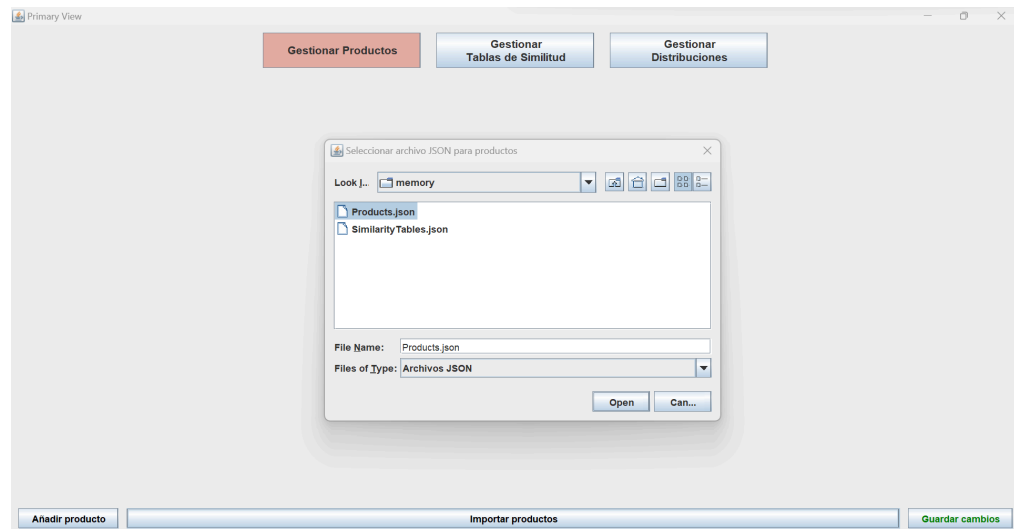 Primary View
Gestionar Productos
Gestionar
Tablas de Similitud
Gestionar
Distribuciones
Seleccionar archivo JSON para productos
Look I...
memory
Products.json
SimilarityTables.json
File Name:
Products.json
Files of Type:
Archivos JSON
Open
Can...
Añadir producto
Importar productos
Guardar cambios